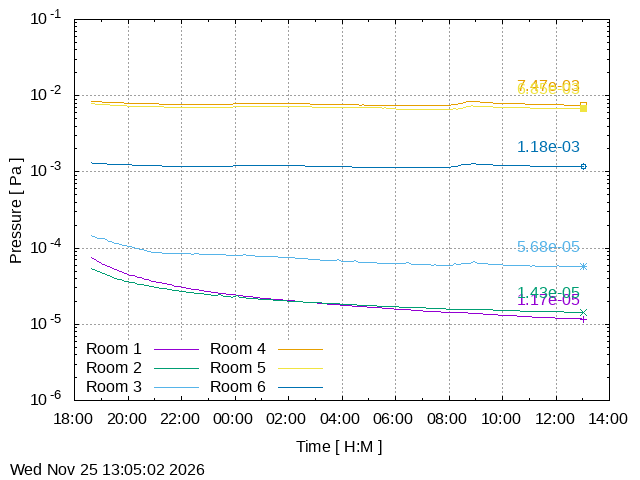 10^-1
10^-2
10^-3
10^-4
10^-5
10^-6
Pressure [ Pa ]
7.47e-03
1.18e-03
5.68e-05
1.43e-05
1.17e-05
Room 1 Room 4
Room 2 Room 5
Room 3 Room 6
18:00 20:00 22:00 00:00 02:00 04:00 06:00 08:00 10:00 12:00 14:00
Time [ H:M ]
Wed Nov 25 13:05:02 2026